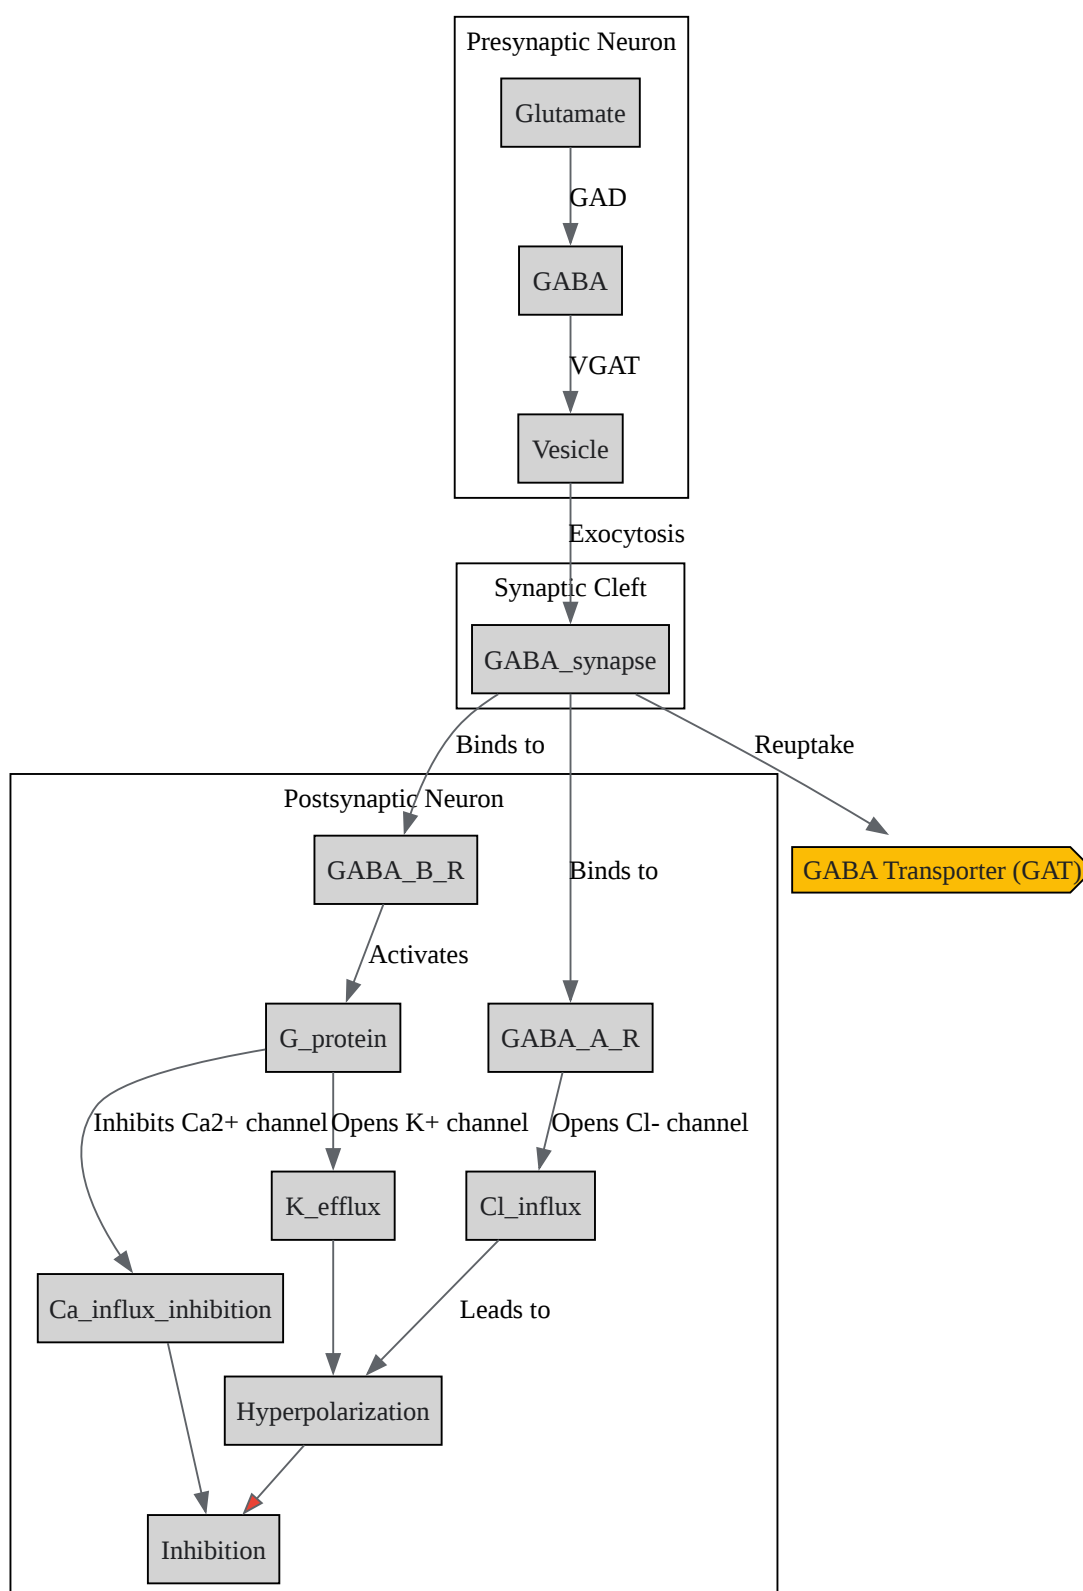 Presynaptic Neuron
Glutamate
GAD
GABA
VGAT
Vesicle
Exocytosis
Synaptic Cleft
GABA_synapse
Binds to
Reuptake
Postsynaptic Neuron
GABA_B_R
Binds to
GABA Transporter (GAT)
Activates
G_protein
GABA_A_R
Inhibits Ca2+ channel
Opens K+ channel
Opens Cl- channel
K_efflux
Cl_influx
Ca_influx_inhibition
Leads to
Hyperpolarization
Inhibition